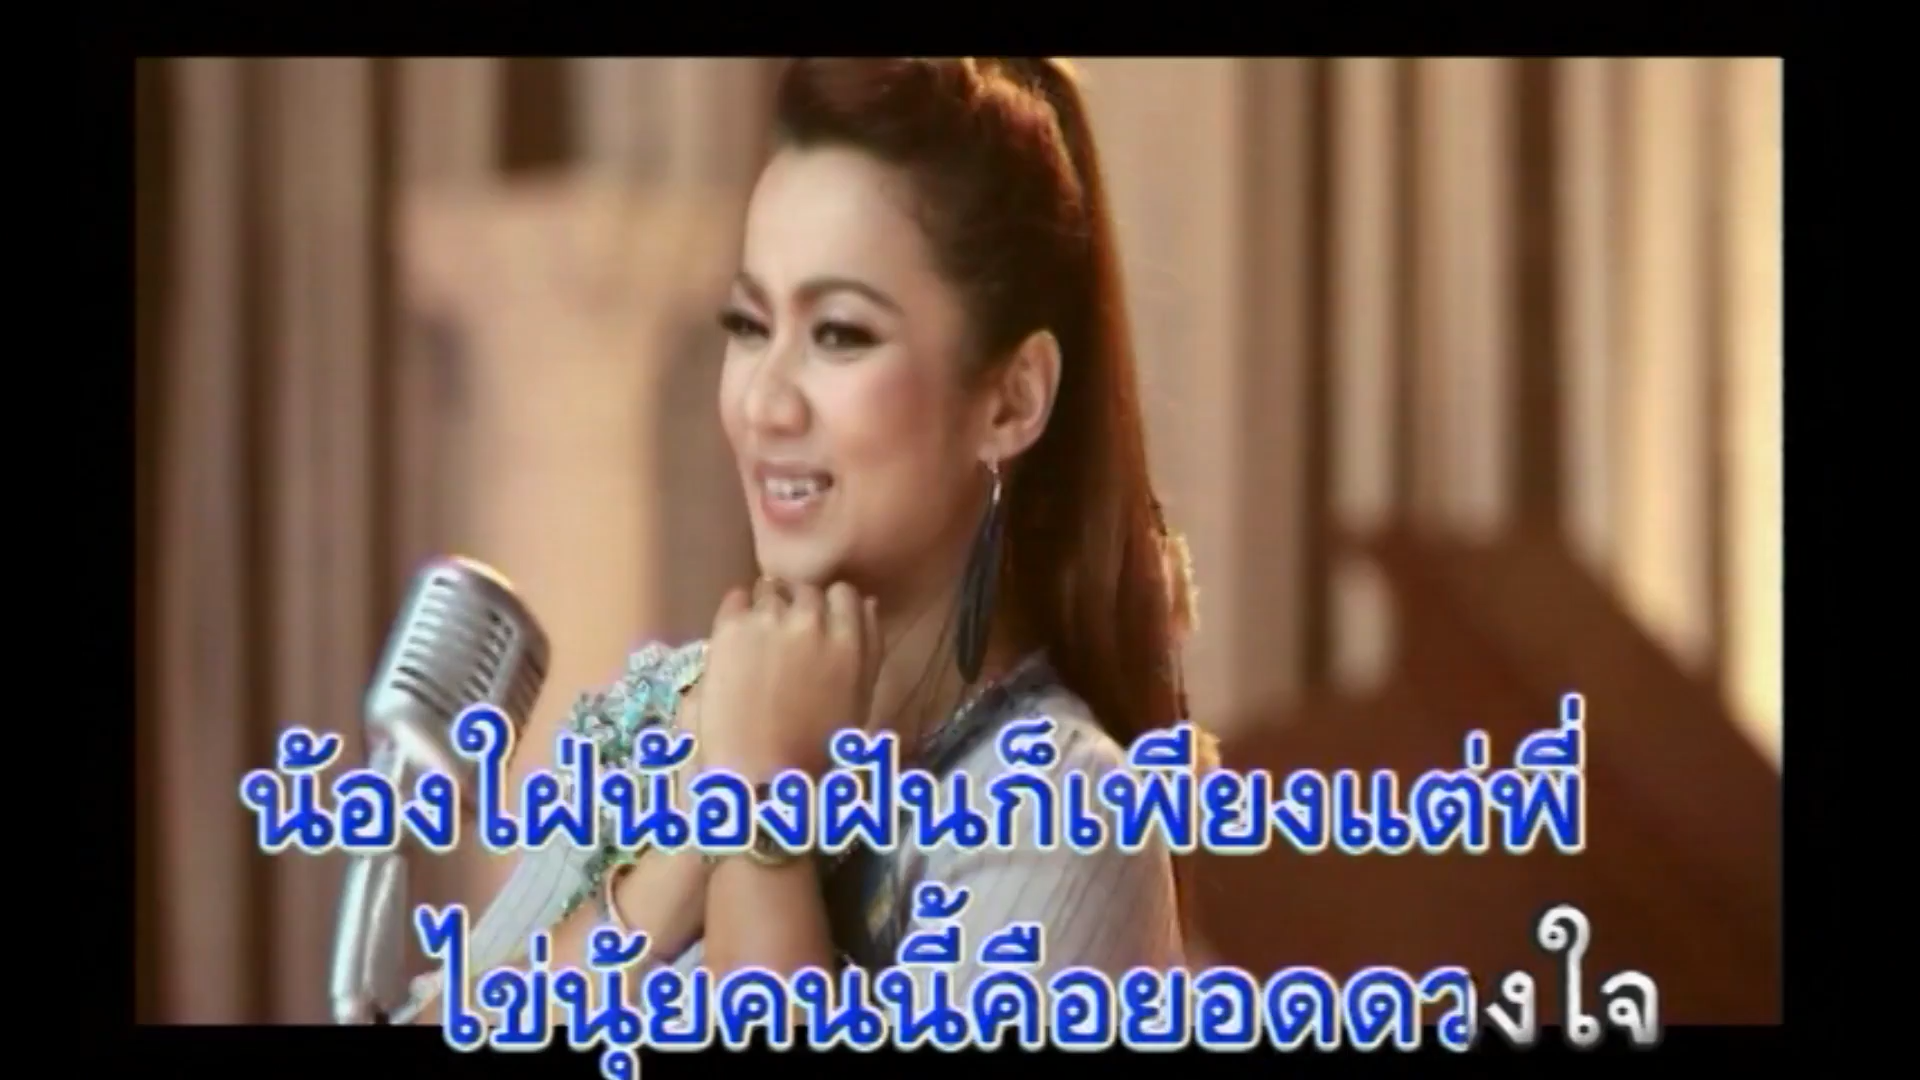 น้องใฝ่น้องฝันก็เพียงแต่พี่
ไข่นุ้ยคนนี้คือยอดดวงใจ